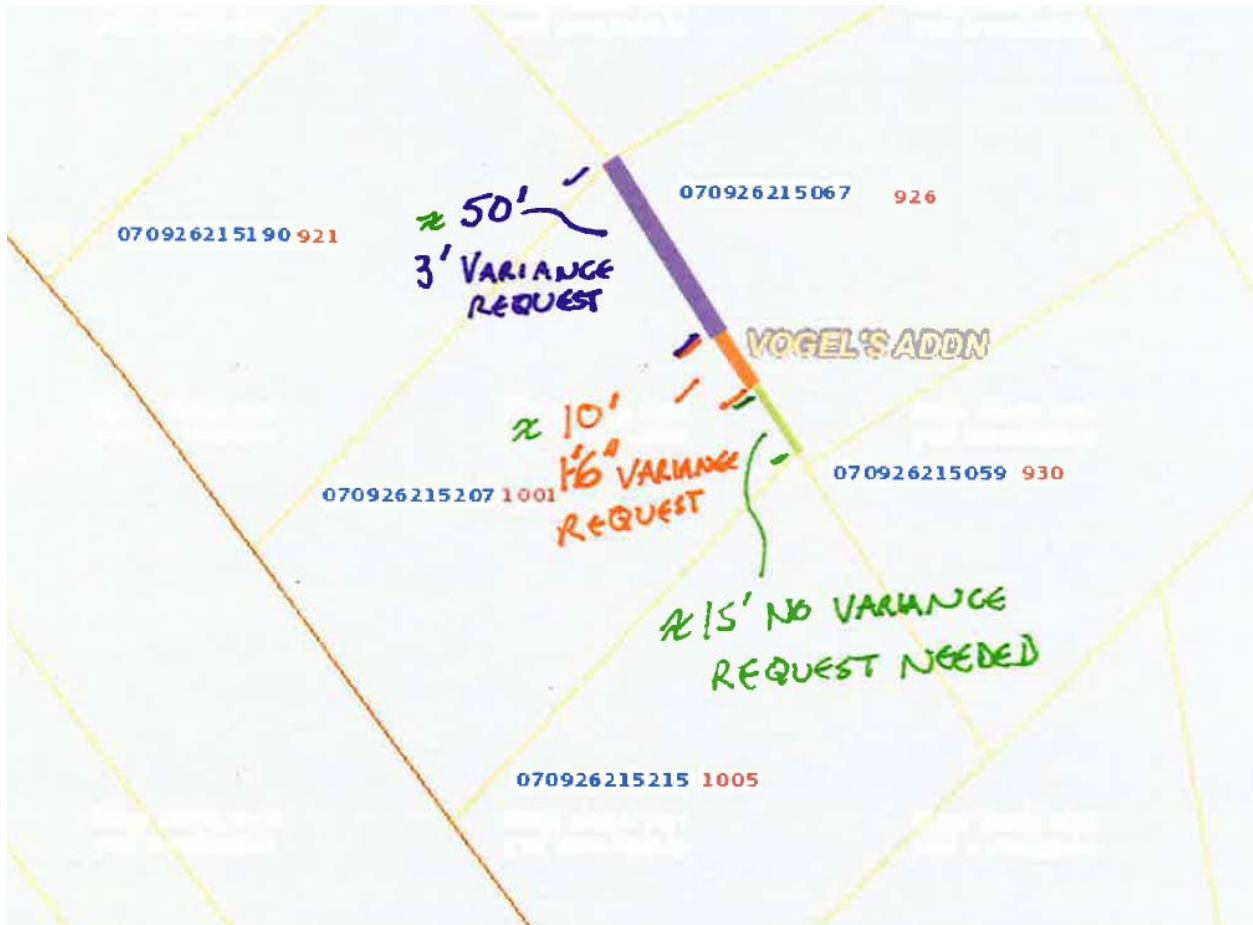 070926215067 926
≈ 50'
070926215190 921
3' VARIANCE
REQUEST
VOGEL'S ADDN
≈ 10'
1'6" VARIANCE
REQUEST
070926215059 930
070926215207 1001
≈ 15' NO VARIANCE
REQUEST NEEDED
070926215215 1005